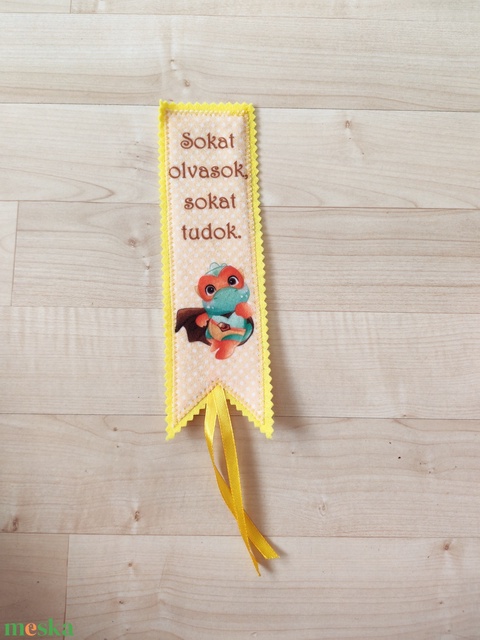 Sokat
olvasok,
sokat
tudok.
meska